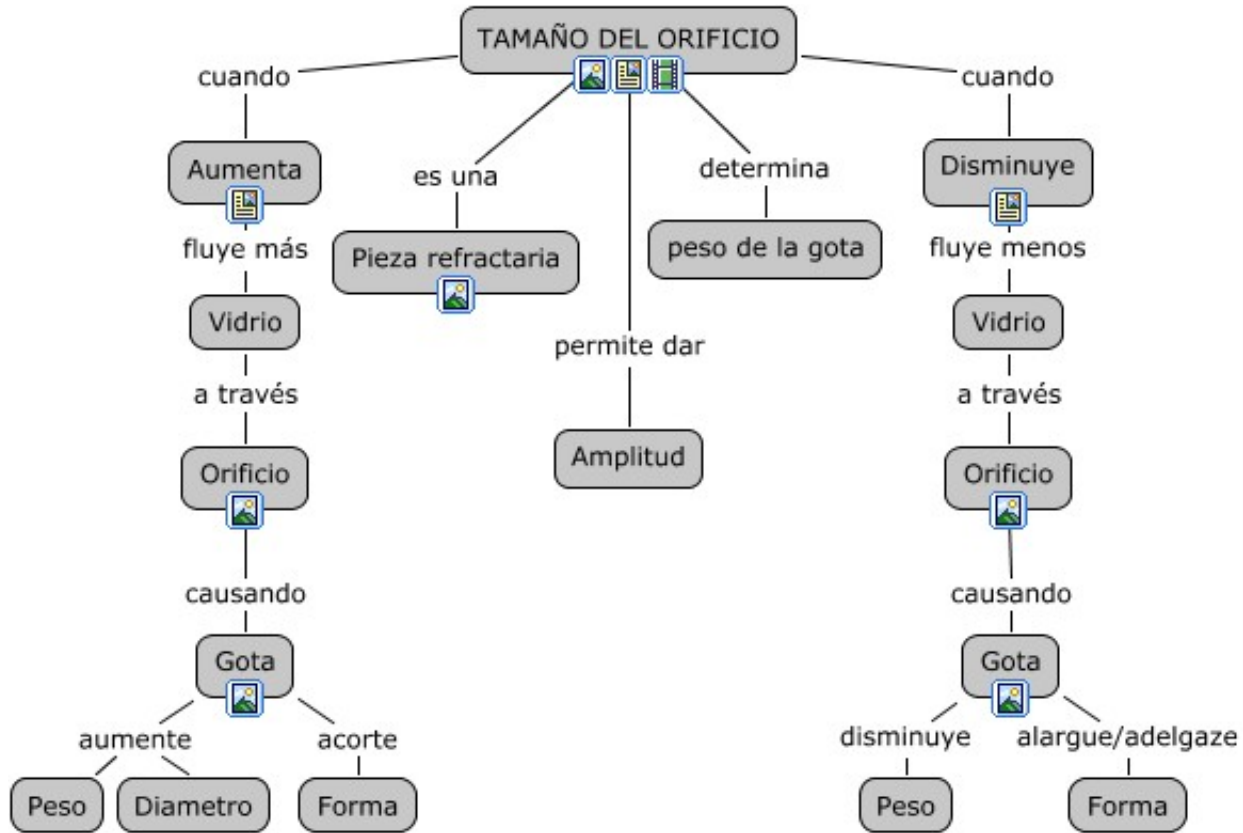 TAMAÑO DEL ORIFICIO
cuando
cuando
Aumenta
es una
determina
Disminuye
fluye más
Pieza refractaria
peso de la gota
fluye menos
Vidrio
permite dar
Vidrio
a través
a través
Orificio
Amplitud
Orificio
causando
causando
Gota
Gota
aumente
acorte
disminuye
alargue/adelgaze
Peso
Diametro
Forma
Peso
Forma